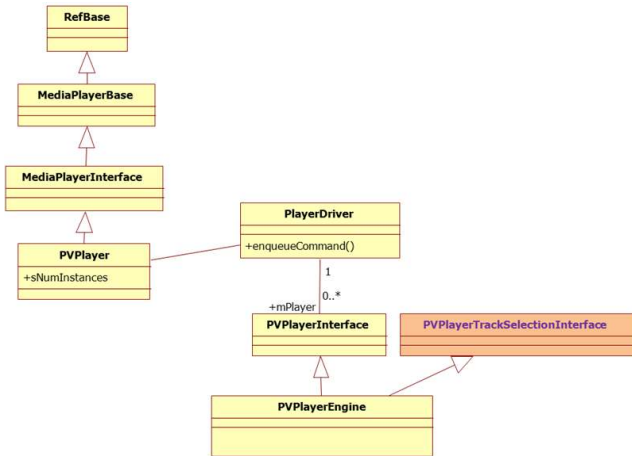 RefBase
MediaPlayerBase
MediaPlayerInterface
PlayerDriver
+enqueueCommand()
PVPlayer
+sNumInstances
1
0..*
+mPlayer
PVPlayerInterface
PVPlayerTrackSelectionInterface
PVPlayerEngine